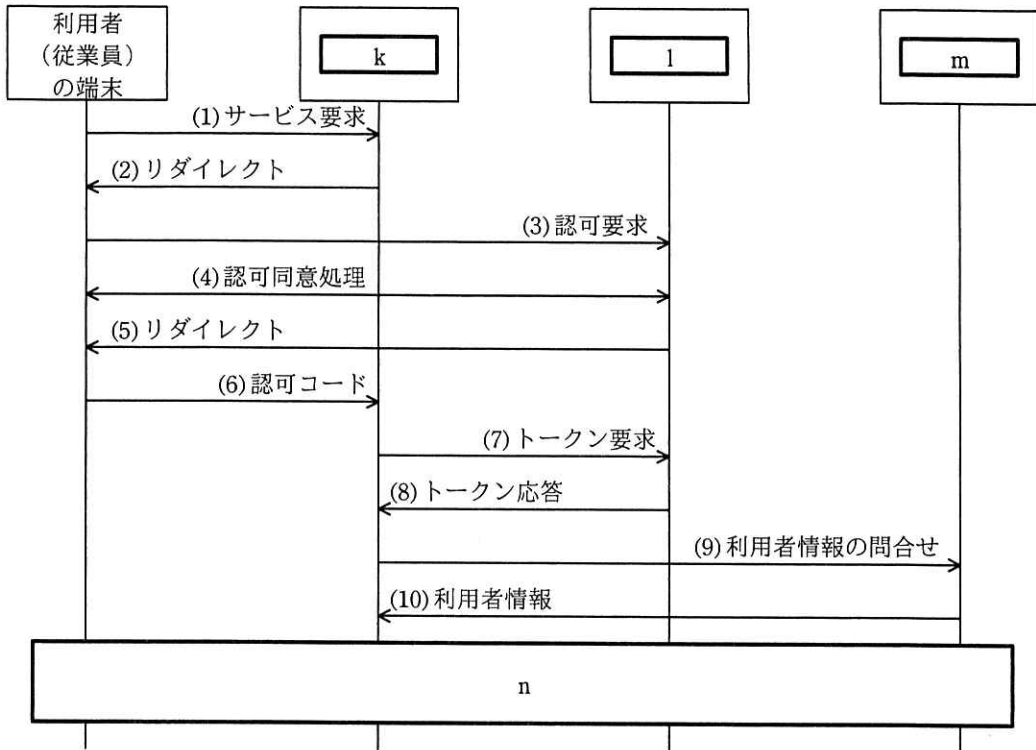 利用者
（従業員）
の端末
k
l
m
(1)サービス要求
(2)リダイレクト
(3)認可要求
(4)認可同意処理
(5)リダイレクト
(6)認可コード
(7)トークン要求
(8)トークン応答
(9)利用者情報の問合せ
(10)利用者情報
n